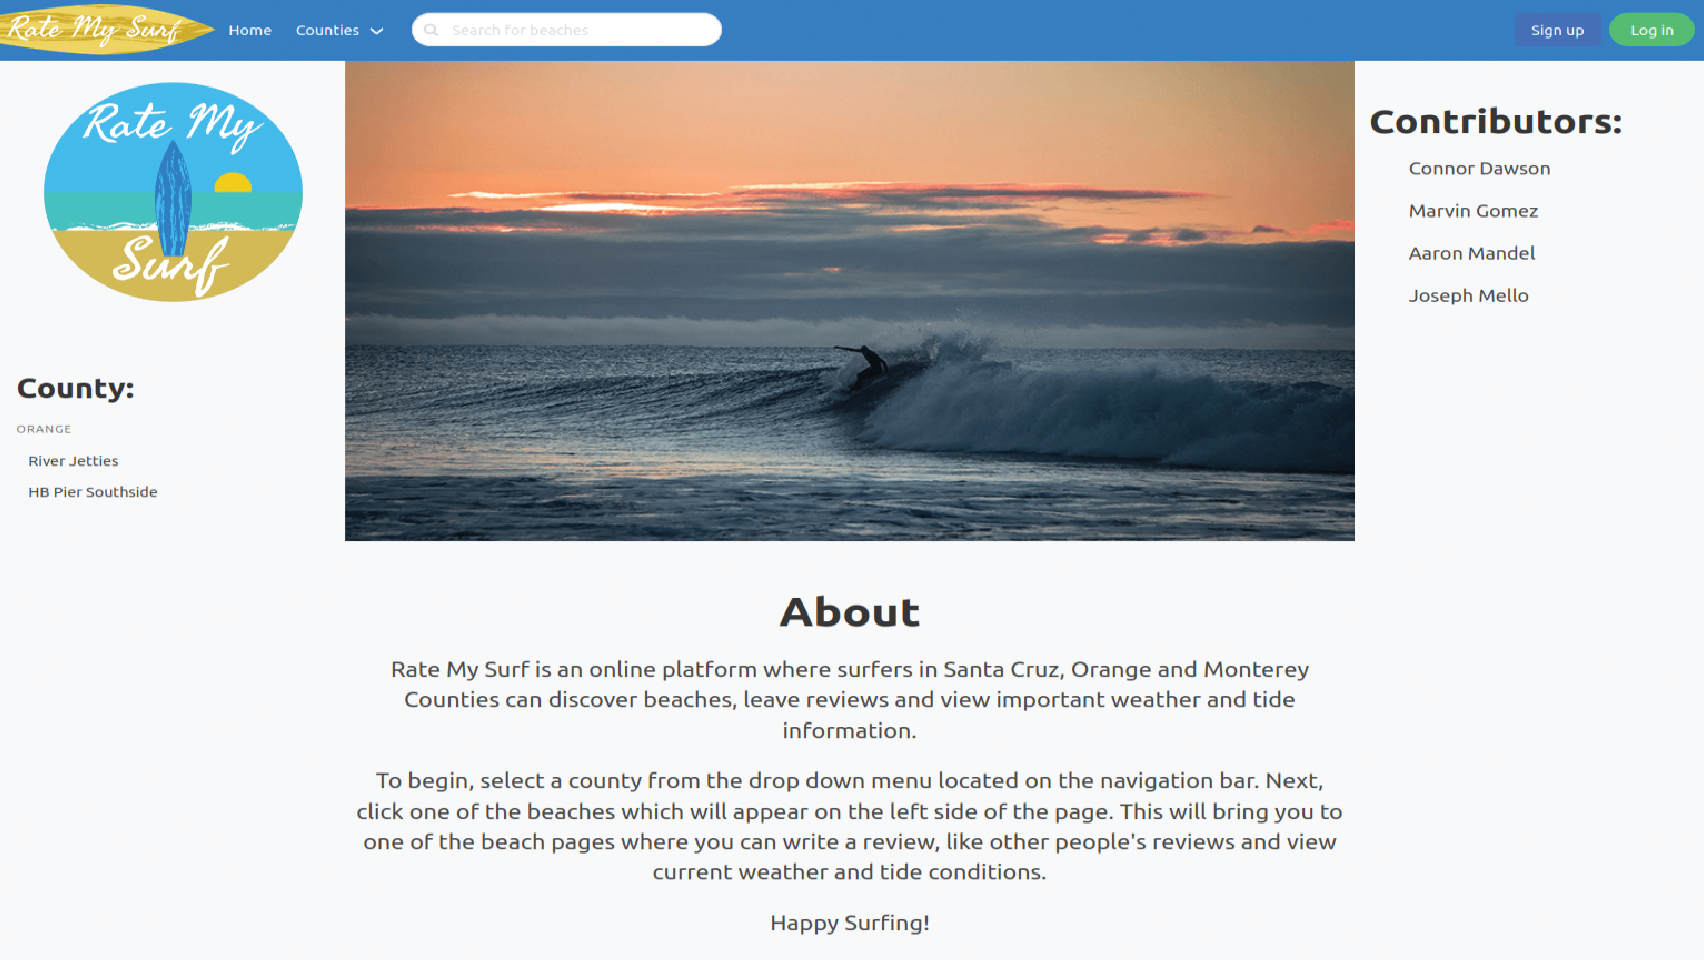 Rate My Surf
Home
Counties
Search for beaches
Sign up
Log in
Rate My
Surf
County:
ORANGE
River Jetties
HB Pier Southside
Contributors:
Connor Dawson
Marvin Gomez
Aaron Mandel
Joseph Mello
About
Rate My Surf is an online platform where surfers in Santa Cruz, Orange and Monterey
Counties can discover beaches, leave reviews and view important weather and tide
information.
To begin, select a county from the drop down menu located on the navigation bar. Next,
click one of the beaches which will appear on the left side of the page. This will bring you to
one of the beach pages where you can write a review, like other people's reviews and view
current weather and tide conditions.
Happy Surfing!